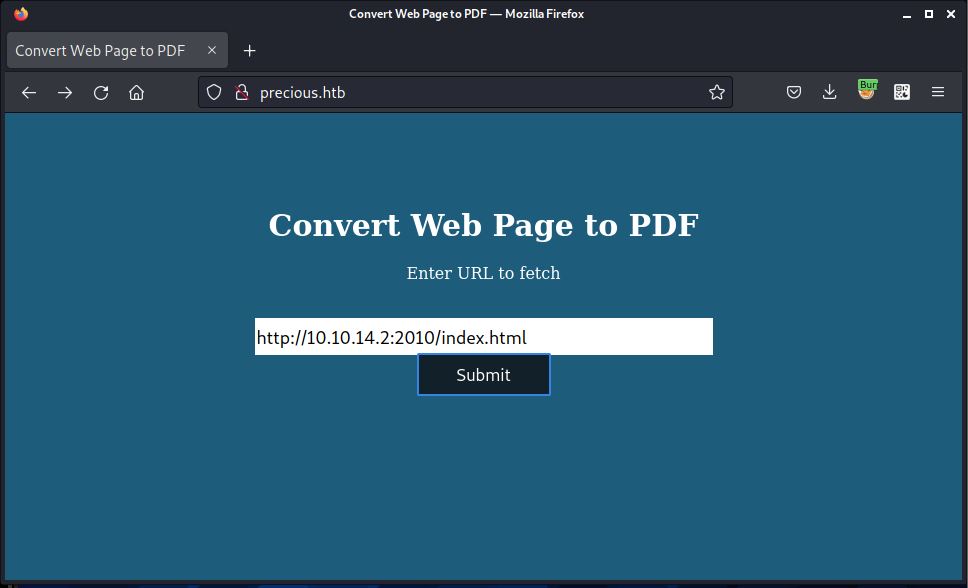 Convert Web Page to PDF — Mozilla Firefox
Convert Web Page to PDF
precious.htb
Convert Web Page to PDF
Enter URL to fetch
http://10.10.14.2:2010/index.html
Submit